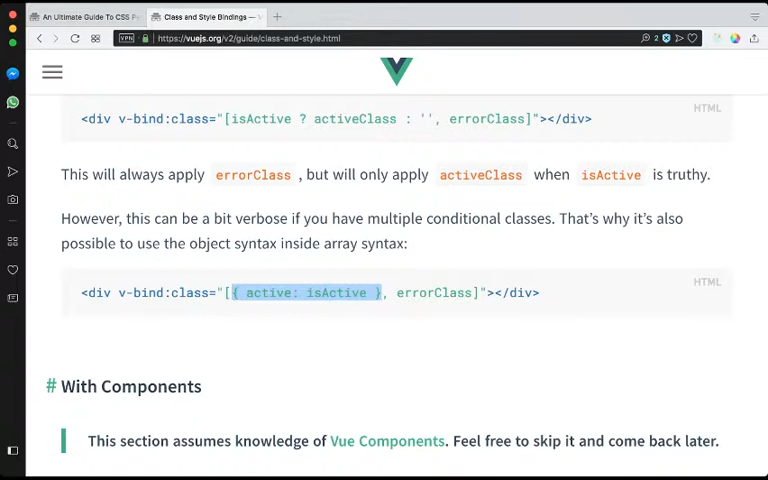 An Ultimate Guide To CSS P
Class and Style Bindings — V
VPN
https://vuejs.org/v2/guide/class-and-style.html
2
HTML
<div v-bind:class="[isActive ? activeClass : '', errorClass]"></div>
This will always apply errorClass , but will only apply activeClass when isActive is truthy.
However, this can be a bit verbose if you have multiple conditional classes. That's why it's also
possible to use the object syntax inside array syntax:
HTML
<div v-bind:class="[{ active: isActive }, errorClass]"></div>
# With Components
This section assumes knowledge of Vue Components. Feel free to skip it and come back later.